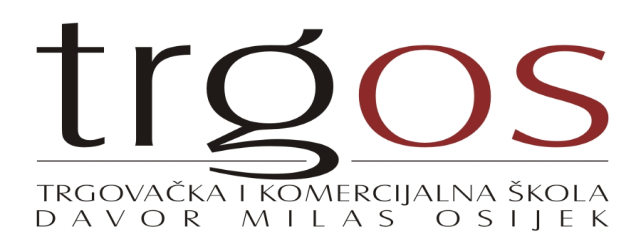 trgos
TRGOVAČKA I KOMERCIJALNA ŠKOLA
DAVOR MILAS OSIJEK